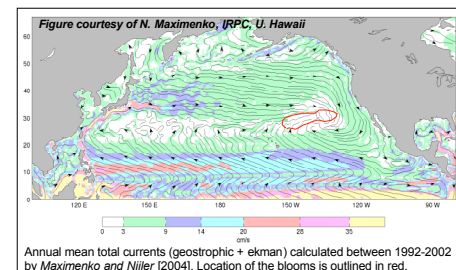 Figure courtesy of N. Maximenko, IRPC, U. Hawaii
60
50
40
30
20
10
0
120 E 150 E 180 E 150 W 120 W 90 W
0 3 9 14 20 28 35
cm/s
Annual mean total currents (geostrophic + ekman) calculated between 1992-2002
by Maximenko and Niiler [2004]. Location of the blooms is outlined in red.